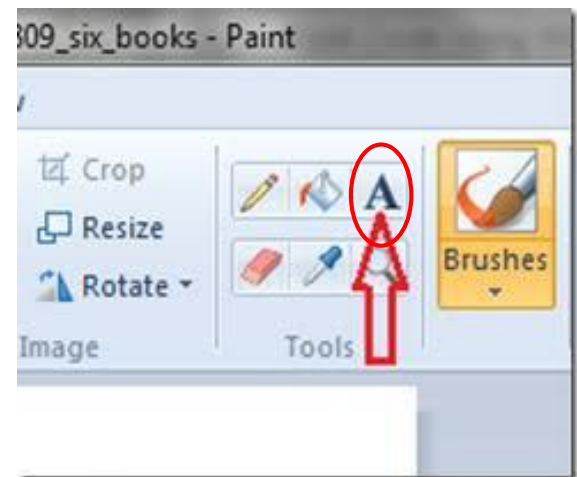 309_six_books - Paint
Crop
Resize
Rotate
Image
A
Tools
Brushes